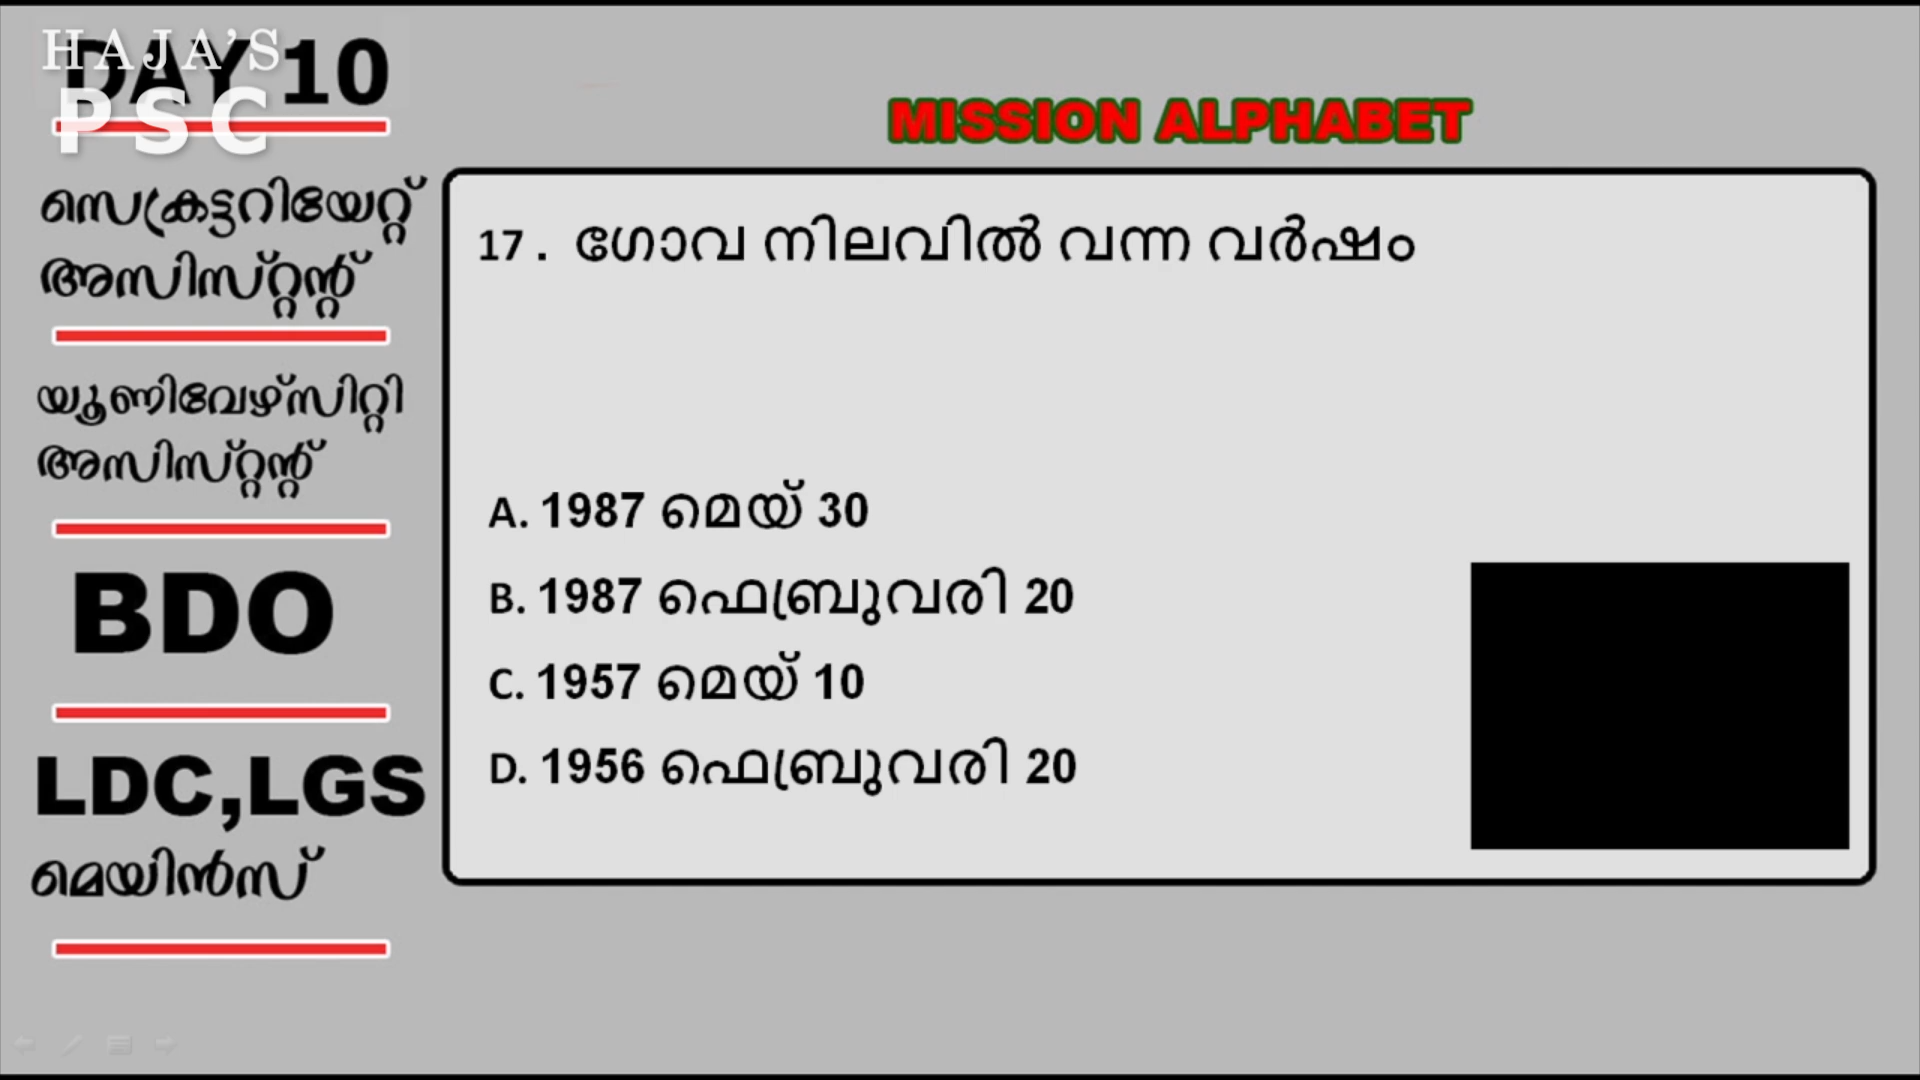 HAJA'S
DAY 10
PSC
MISSION ALPHABET
സെക്രട്ടറിയേറ്റ്
അസിസ്റ്റന്റ്
യൂണിവേഴ്സിറ്റി
അസിസ്റ്റന്റ്
BDO
LDC,LGS
മെയിൻസ്
17 . ഗോവ നിലവിൽ വന്ന വർഷം
A. 1987 മെയ് 30
B. 1987 ഫെബ്രുവരി 20
C. 1957 മെയ് 10
D. 1956 ഫെബ്രുവരി 20